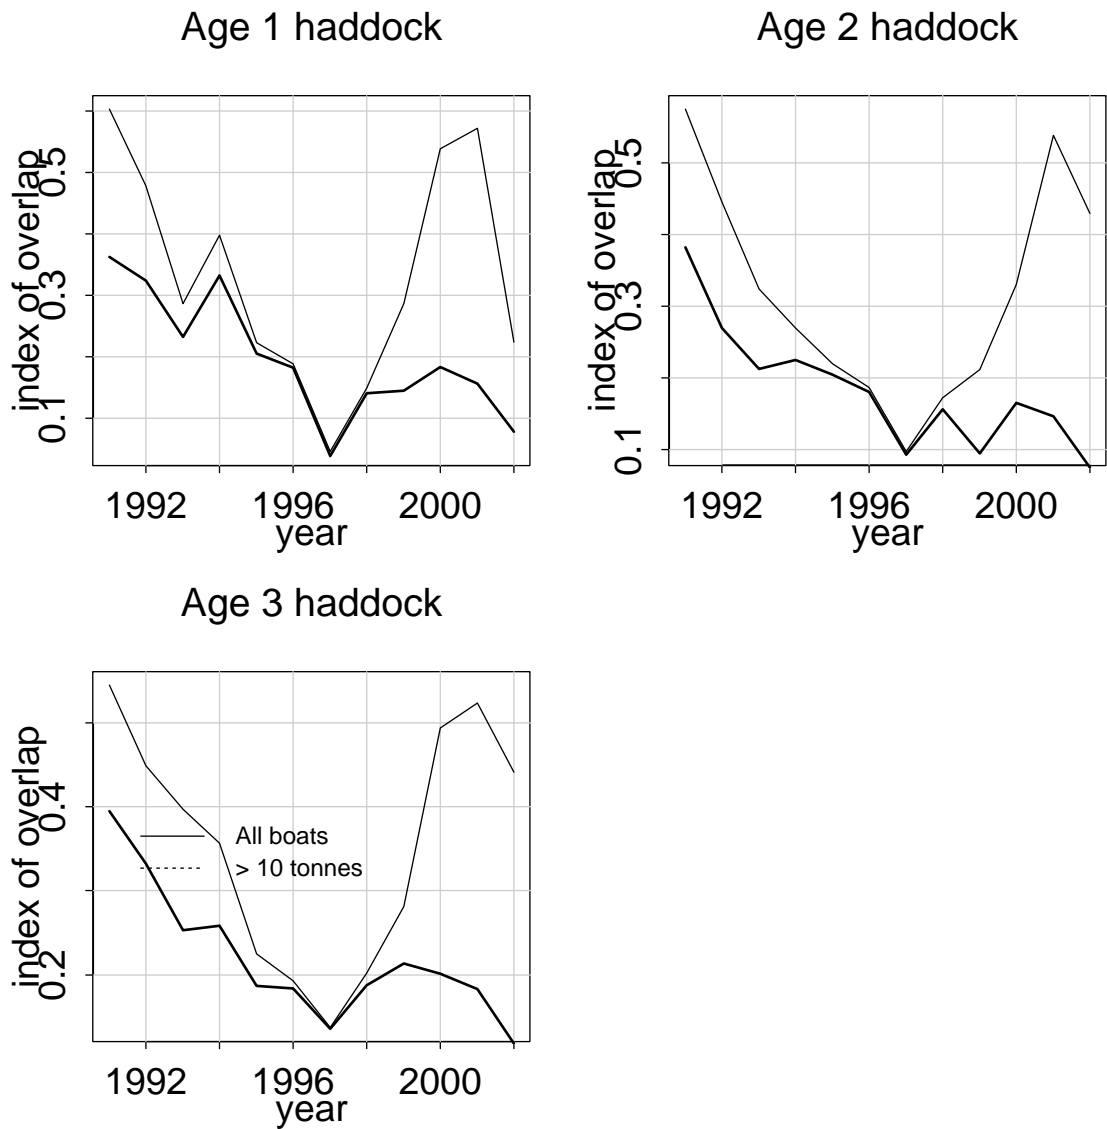 Age 1 haddock
index of overlap
0.5
0.3
0.1
1992 1996 2000
year
Age 2 haddock
index of overlap
0.5
0.3
0.1
1992 1996 2000
year
Age 3 haddock
index of overlap
0.4
0.2
All boats
> 10 tonnes
1992 1996 2000
year